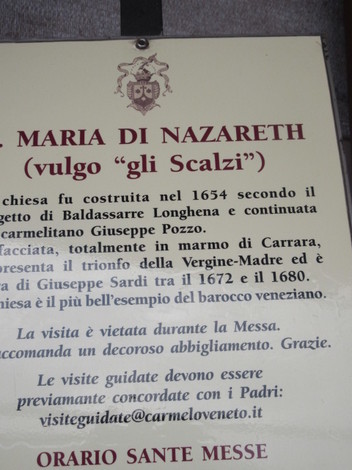 . MARIA DI NAZARETH
(vulgo “gli Scalzi”)
chiesa fu costruita nel 1654 secondo il
getto di Baldassarre Longhena e continuata
carmelitano Giuseppe Pozzo.
facciata, totalmente in marmo di Carrara,
presenta il trionfo della Vergine-Madre ed è
ra di Giuseppe Sardi tra il 1672 e il 1680.
hiesa è il più bell'esempio del barocco veneziano.
La visita è vietata durante la Messa.
accomanda un decoroso abbigliamento. Grazie.
Le visite guidate devono essere
previamante concordate con i Padri:
visiteguidate@carmeloveneto.it
ORARIO SANTE MESSE